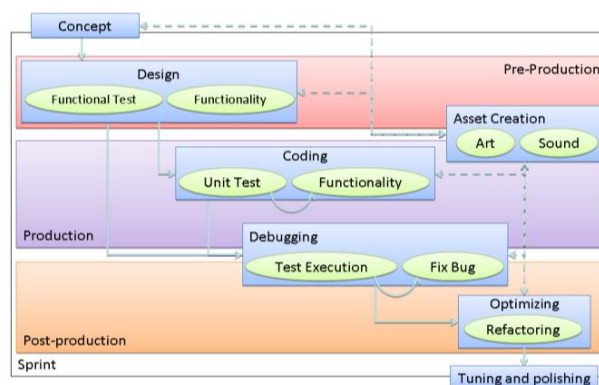 Concept
Design
Pre-Production
Functional Test
Functionality
Asset Creation
Art
Sound
Coding
Unit Test
Functionality
Production
Debugging
Test Execution
Fix Bug
Optimizing
Refactoring
Post-production
Sprint
Tuning and polishing